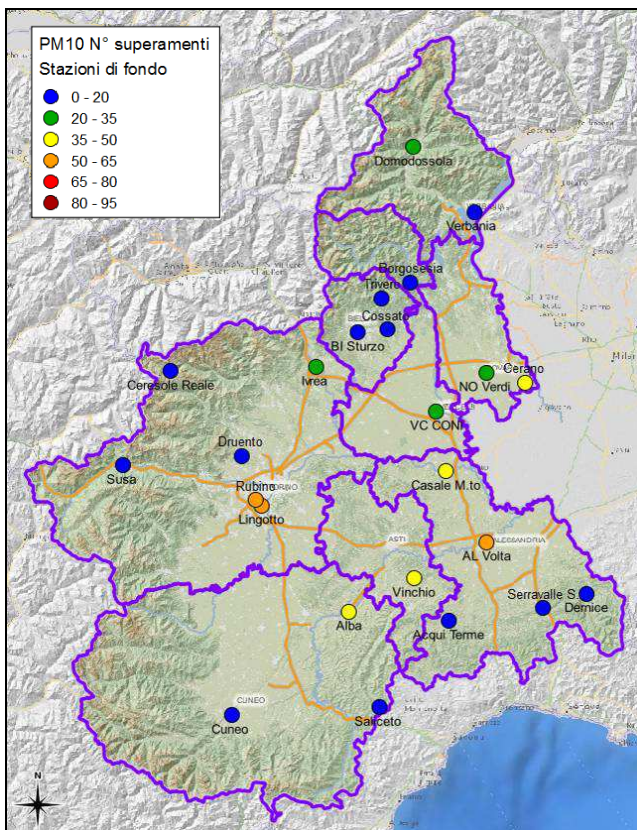 PM10 N° superamenti
Stazioni di fondo
0 - 20
20 - 35
35 - 50
50 - 65
65 - 80
80 - 95
Domodossola
Verbania
Borgosesia
Trivero
Cossato
BI Sturzo
Cerano
Ceresole Reale
Ivrea
NO Verdi
VC CONI
Druento
Susa
Casale M.to
Rubino
Lingotto
ASTI
AL Volta
ALESSANDRIA
Vinchio
Serravalle S.
Dernice
Alba
Acqui Terme
CUNEO
Saliceto
Cuneo
N